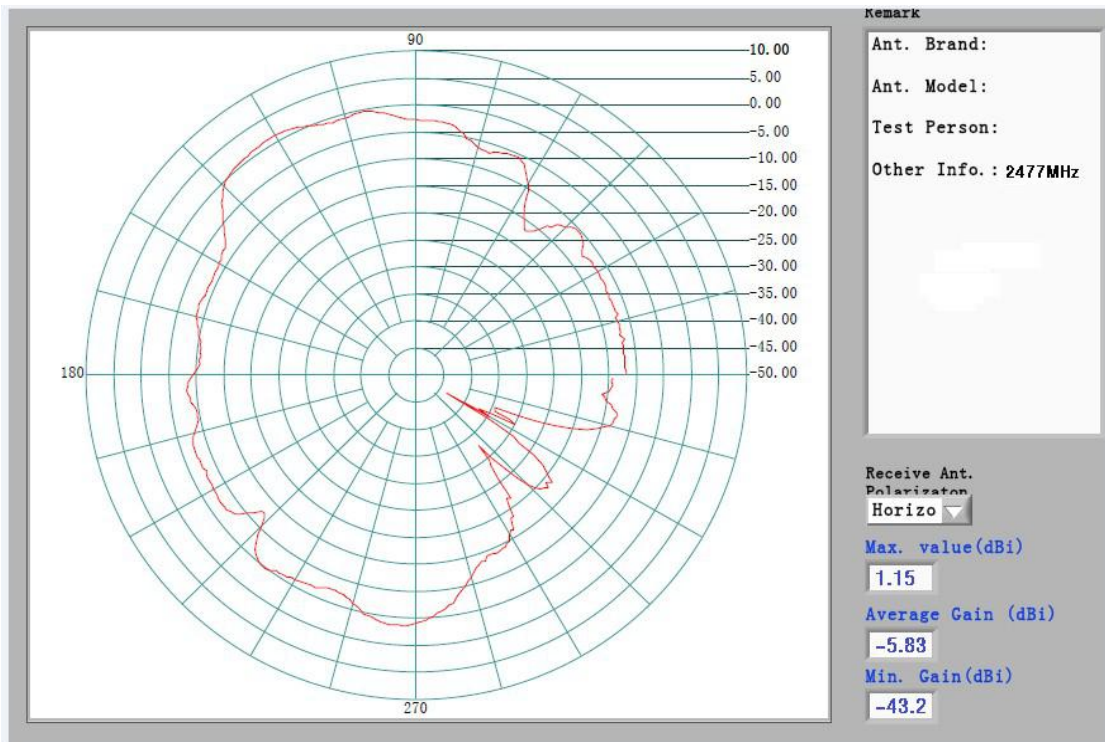 Remark
90
10.00
5.00
0.00
-5.00
-10.00
-15.00
-20.00
-25.00
-30.00
-35.00
-40.00
-45.00
-50.00
180
270
Ant. Brand:
Ant. Model:
Test Person:
Other Info.: 2477MHz
Receive Ant.
Polarizaton
Horizo
Max. value(dBi)
1.15
Average Gain (dBi)
-5.83
Min. Gain(dBi)
-43.2